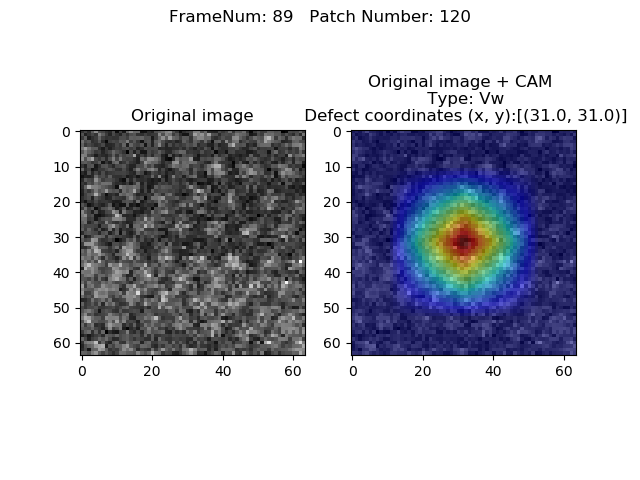 FrameNum: 89   Patch Number: 120
Original image
0
10
20
30
40
50
60
0 20 40 60
Original image + CAM
Type: Vw
Defect coordinates (x, y):[(31.0, 31.0)]
0
10
20
30
40
50
60
0 20 40 60